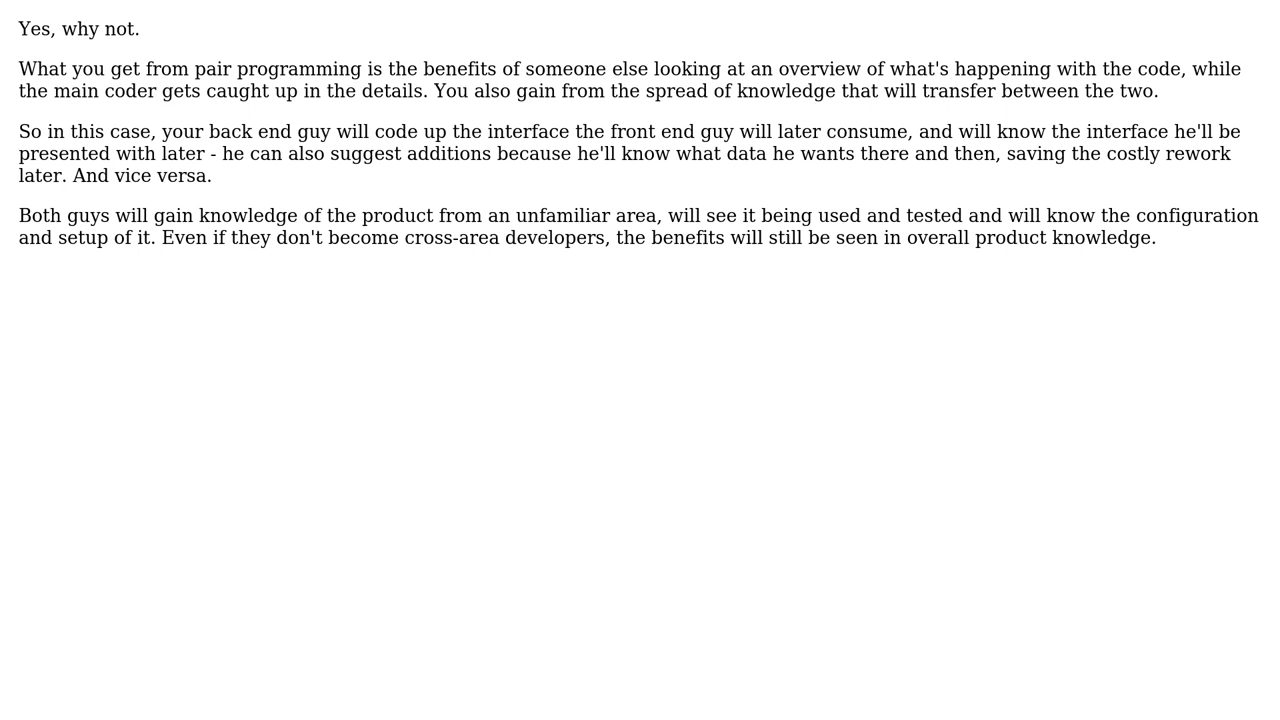 Yes, why not.
What you get from pair programming is the benefits of someone else looking at an overview of what's happening with the code, while
the main coder gets caught up in the details. You also gain from the spread of knowledge that will transfer between the two.
So in this case, your back end guy will code up the interface the front end guy will later consume, and will know the interface he'll be
presented with later - he can also suggest additions because he'll know what data he wants there and then, saving the costly rework
later. And vice versa.
Both guys will gain knowledge of the product from an unfamiliar area, will see it being used and tested and will know the configuration
and setup of it. Even if they don't become cross-area developers, the benefits will still be seen in overall product knowledge.